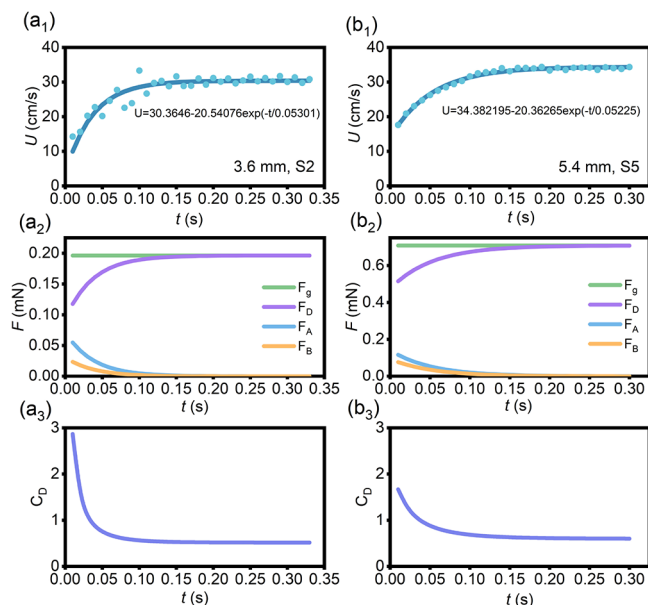 (a1)
40
30
20
10
0
U (cm/s)
U=30.3646-20.54076exp(-t/0.05301)
3.6 mm, S2
0.00 0.05 0.10 0.15 0.20 0.25 0.30 0.35
t (s)
(b1)
40
30
20
10
0
U (cm/s)
U=34.382195-20.36265exp(-t/0.05225)
5.4 mm, S5
0.00 0.05 0.10 0.15 0.20 0.25 0.30 0.35
t (s)
(a2)
0.20
0.15
0.10
0.05
0.00
F (mN)
Fg
FD
FA
FB
0.00 0.05 0.10 0.15 0.20 0.25 0.30 0.35
t (s)
(b2)
0.6
0.4
0.2
0.0
F (mN)
Fg
FD
FA
FB
0.00 0.05 0.10 0.15 0.20 0.25 0.30 0.35
t (s)
(a3)
3
2
1
0
CD
0.00 0.05 0.10 0.15 0.20 0.25 0.30 0.35
t (s)
(b3)
3
2
1
0
CD
0.00 0.05 0.10 0.15 0.20 0.25 0.30 0.35
t (s)